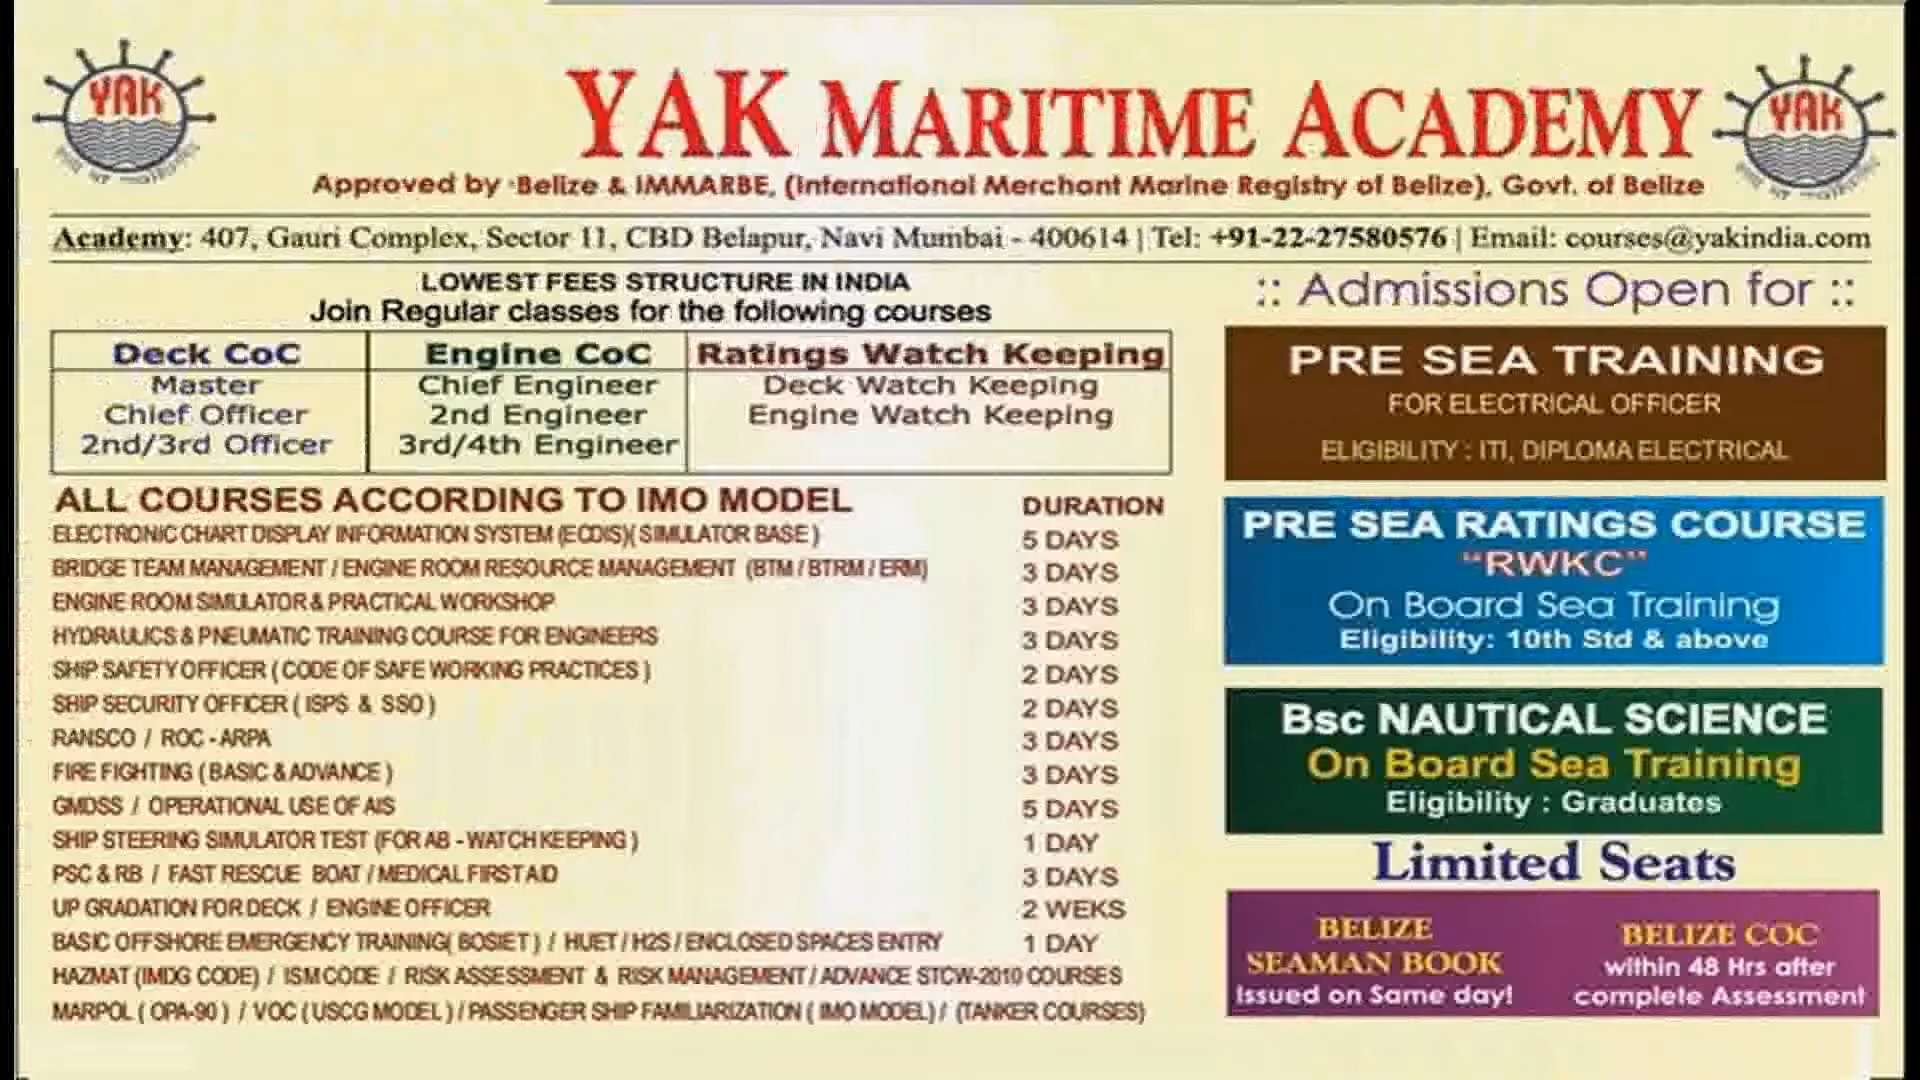 YAK
YAK
YAK MARITIME ACADEMY
Approved by Belize & IMMARBE, (International Merchant Marine Registry of Belize), Govt. of Belize
Academy: 407, Gauri Complex, Sector 11, CBD Belapur, Navi Mumbai - 400614 | Tel: +91-22-27580576 | Email: courses@yakindia.com
LOWEST FEES STRUCTURE IN INDIA
Join Regular classes for the following courses
Deck CoC Engine CoC Ratings Watch Keeping
Master Chief Engineer Deck Watch Keeping
Chief Officer 2nd Engineer Engine Watch Keeping
2nd/3rd Officer 3rd/4th Engineer
ALL COURSES ACCORDING TO IMO MODEL DURATION
ELECTRONIC CHART DISPLAY INFORMATION SYSTEM (ECDIS)( SIMULATOR BASE ) 5 DAYS
BRIDGE TEAM MANAGEMENT / ENGINE ROOM RESOURCE MANAGEMENT (BTM / BTRM / ERM) 3 DAYS
ENGINE ROOM SIMULATOR & PRACTICAL WORKSHOP 3 DAYS
HYDRAULICS & PNEUMATIC TRAINING COURSE FOR ENGINEERS 3 DAYS
SHIP SAFETY OFFICER ( CODE OF SAFE WORKING PRACTICES ) 2 DAYS
SHIP SECURITY OFFICER ( ISPS & SSO ) 2 DAYS
RANSCO / ROC - ARPA 3 DAYS
FIRE FIGHTING ( BASIC & ADVANCE ) 3 DAYS
GMDSS / OPERATIONAL USE OF AIS 5 DAYS
SHIP STEERING SIMULATOR TEST (FOR AB - WATCH KEEPING ) 1 DAY
PSC & RB / FAST RESCUE BOAT / MEDICAL FIRST AID 3 DAYS
UP GRADATION FOR DECK / ENGINE OFFICER 2 WEKS
BASIC OFFSHORE EMERGENCY TRAINING( BOSIET ) / HUET / H2S / ENCLOSED SPACES ENTRY 1 DAY
HAZMAT (IMDG CODE) / ISM CODE / RISK ASSESSMENT & RISK MANAGEMENT / ADVANCE STCW-2010 COURSES
MARPOL ( OPA-90 ) / VOC ( USCG MODEL ) / PASSENGER SHIP FAMILIARIZATION ( IMO MODEL) / (TANKER COURSES)
:: Admissions Open for ::
PRE SEA TRAINING
FOR ELECTRICAL OFFICER
ELIGIBILITY : ITI, DIPLOMA ELECTRICAL
PRE SEA RATINGS COURSE
"RWKC"
On Board Sea Training
Eligibility: 10th Std & above
Bsc NAUTICAL SCIENCE
On Board Sea Training
Eligibility : Graduates
Limited Seats
BELIZE
SEAMAN BOOK
Issued on Same day!
BELIZE COC
within 48 Hrs after
complete Assessment